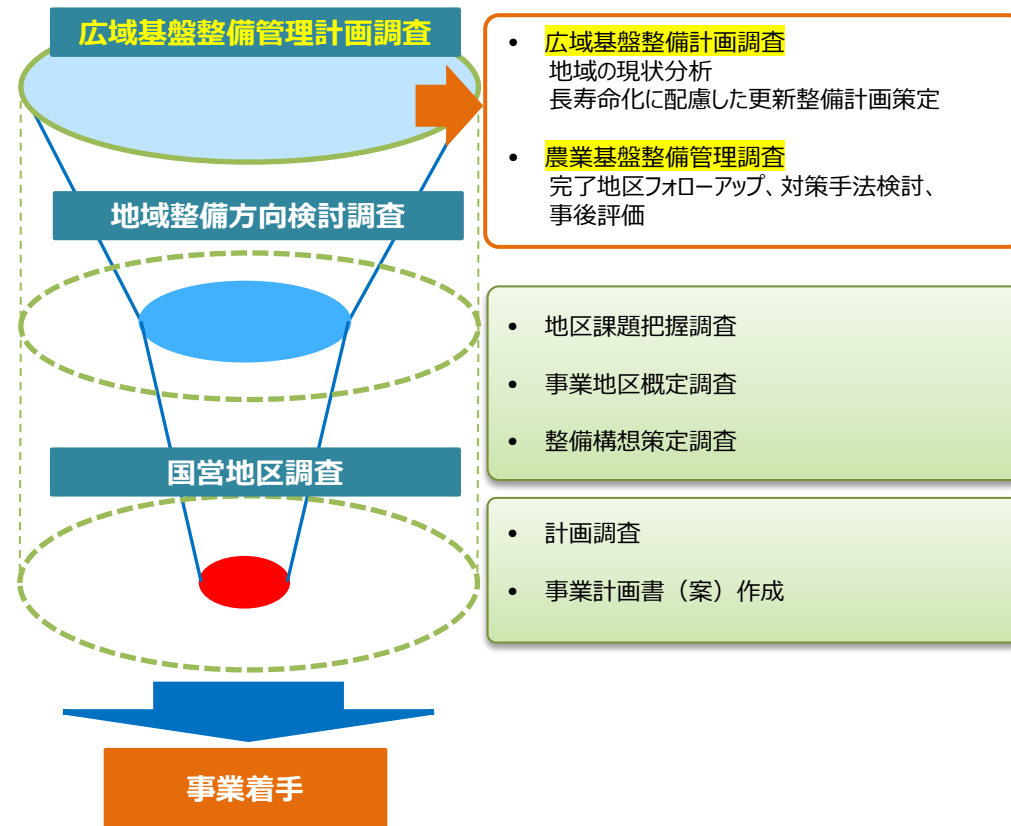 広域基盤整備管理計画調査
• 広域基盤整備計画調査
地域の現状分析
長寿命化に配慮した更新整備計画策定
• 農業基盤整備管理調査
完了地区フォローアップ、対策手法検討、
事後評価
地域整備方向検討調査
• 地区課題把握調査
• 事業地区概定調査
• 整備構想策定調査
国営地区調査
• 計画調査
• 事業計画書（案）作成
事業着手